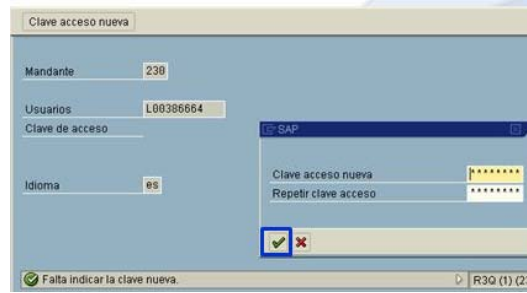 Clave acceso nueva
Mandante 230
Usuarios L00386664
Clave de acceso
Idioma es
SAP
Clave acceso nueva ********
Repetir clave acceso ********
Falta indicar la clave nueva.
R3Q (1) (2